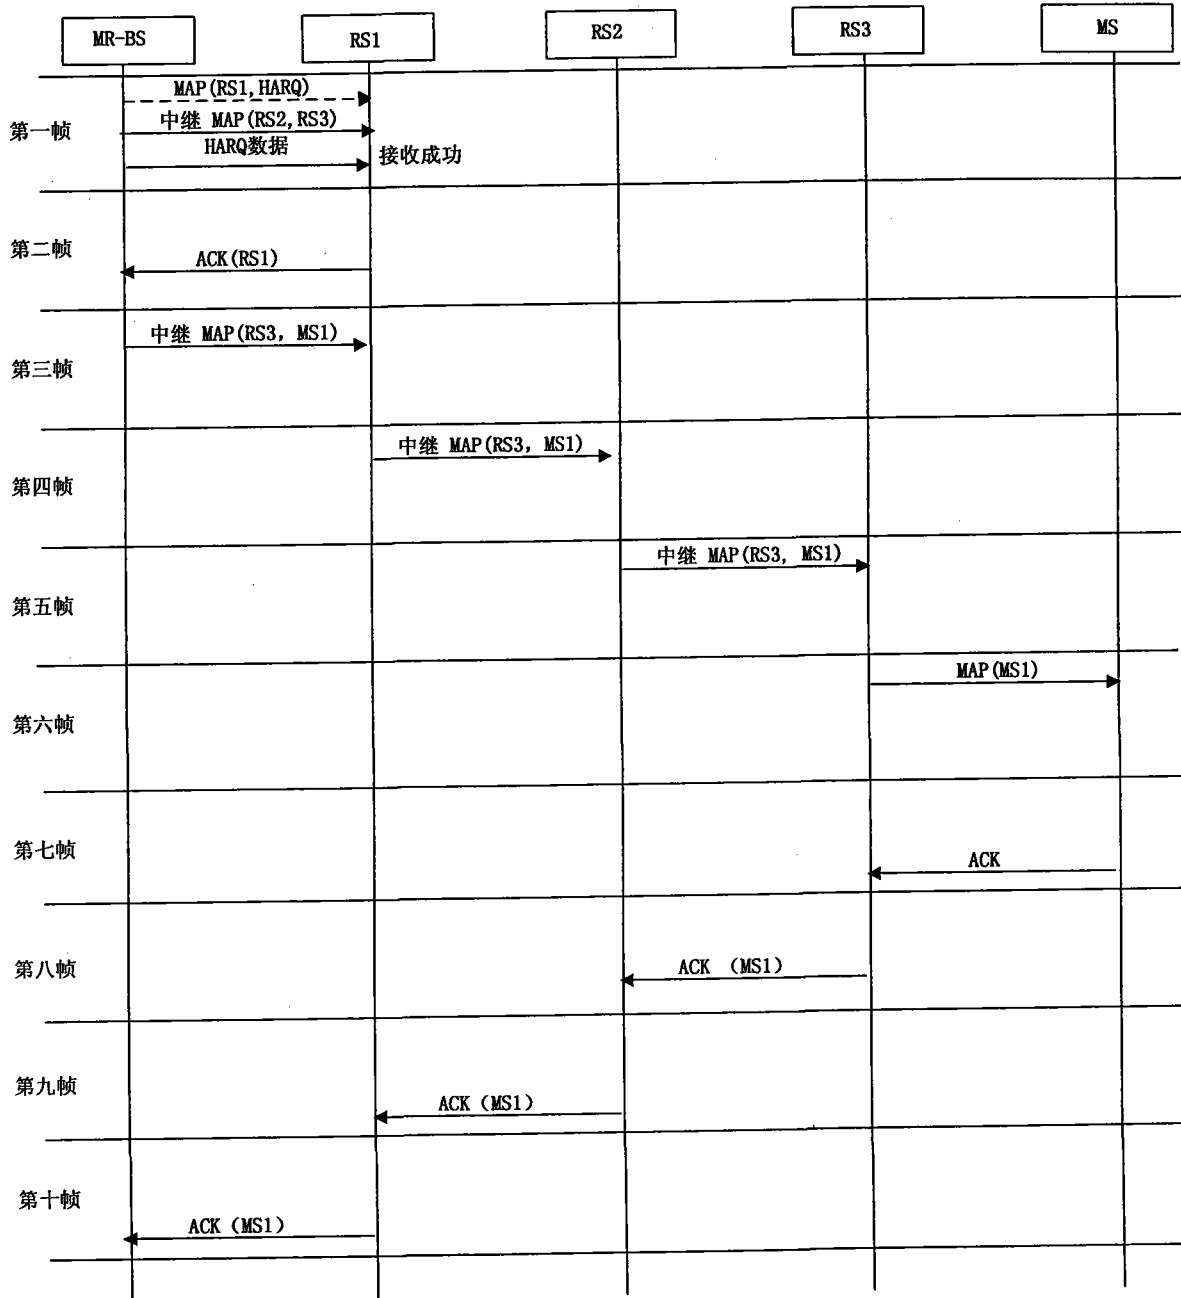 MR-BS
RS1
RS2
RS3
MS
第一帧
MAP(RS1,HARQ)
中继 MAP(RS2,RS3)
HARQ数据
接收成功
第二帧
ACK(RS1)
第三帧
中继 MAP(RS3, MS1)
第四帧
中继 MAP(RS3, MS1)
第五帧
中继 MAP(RS3, MS1)
第六帧
MAP(MS1)
第七帧
ACK
第八帧
ACK （MS1）
第九帧
ACK（MS1）
第十帧
ACK（MS1）